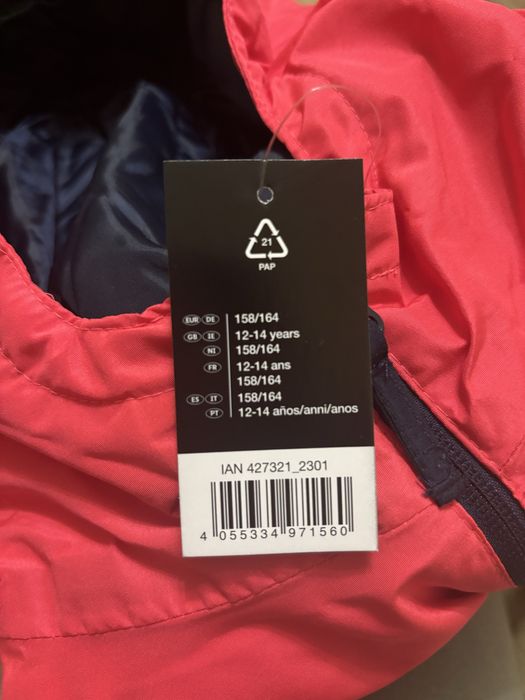 21
PAP
EUR DE 158/164
GB IE 12-14 years
NI 158/164
FR 12-14 ans
158/164
ES IT 158/164
PT 12-14 años/anni/anos
IAN 427321_2301
4 055334 971560